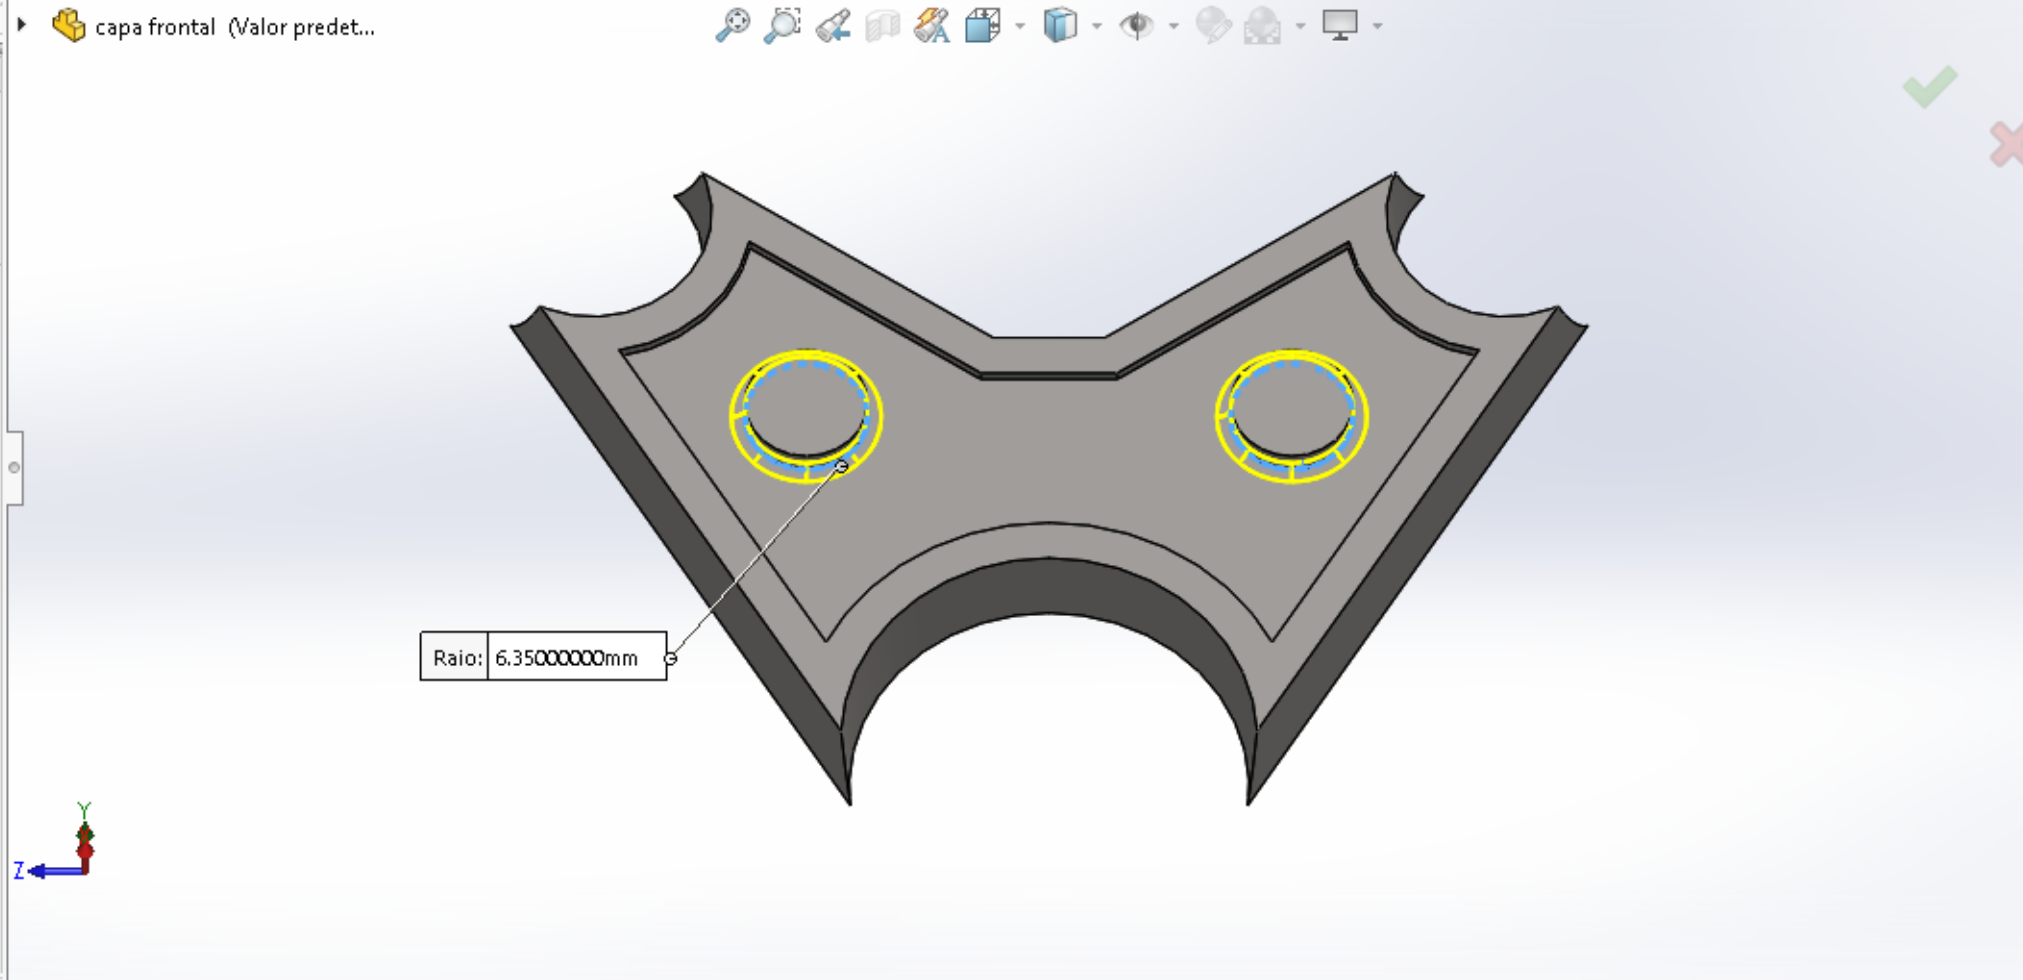 capa frontal (Valor predet...
Raio: 6.35000000mm
Y
Z